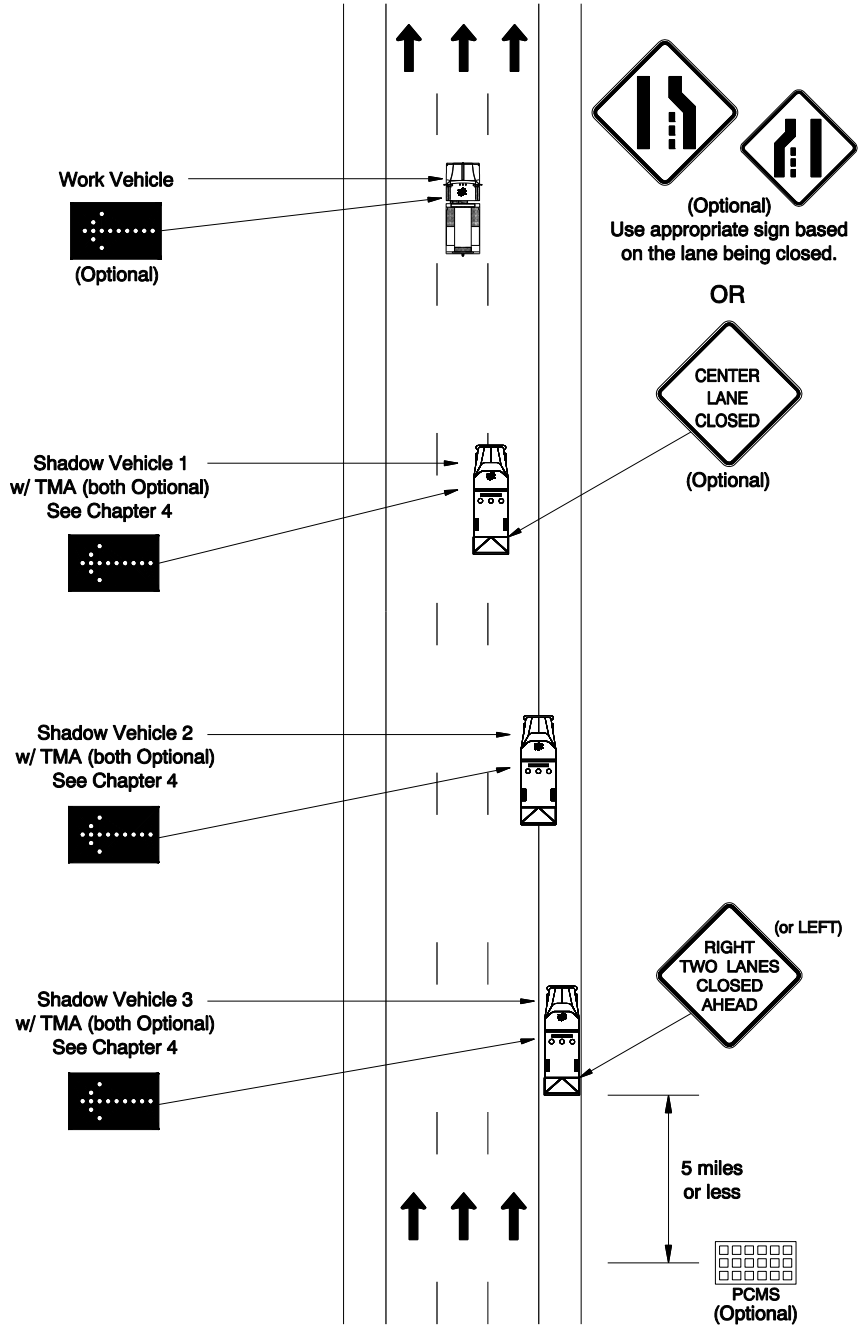 Work Vehicle
(Optional)
(Optional)
Use appropriate sign based
on the lane being closed.
OR
CENTER
LANE
CLOSED
(Optional)
Shadow Vehicle 1
w/ TMA (both Optional)
See Chapter 4
Shadow Vehicle 2
w/ TMA (both Optional)
See Chapter 4
(or LEFT)
RIGHT
TWO LANES
CLOSED
AHEAD
Shadow Vehicle 3
w/ TMA (both Optional)
See Chapter 4
5 miles
or less
PCMS
(Optional)